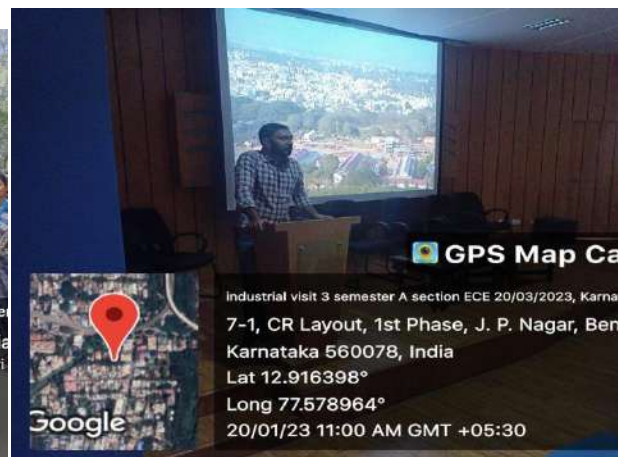 GPS Map Ca
Industrial visit 3 semester A section ECE 20/03/2023, Karna
7-1, CR Layout, 1st Phase, J. P. Nagar, Ben
Karnataka 560078, India
Lat 12.916398°
Long 77.578964°
20/01/23 11:00 AM GMT +05:30
Google